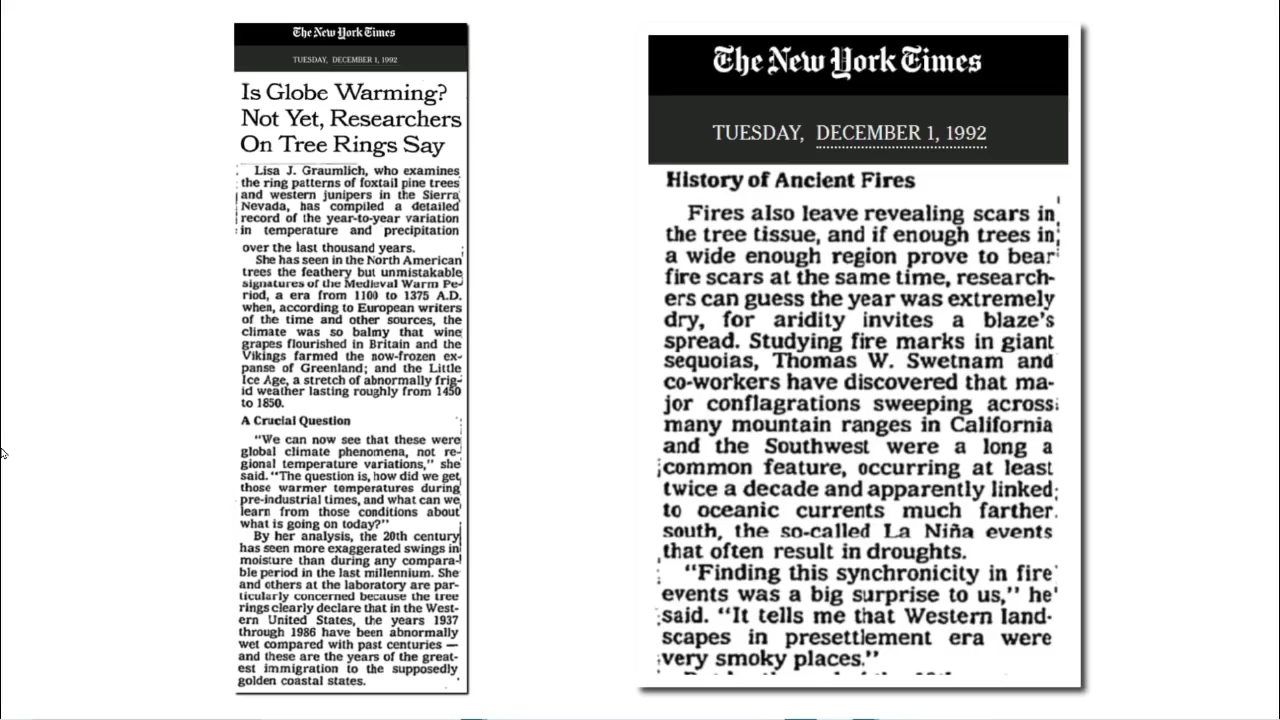 The New York Times
TUESDAY, DECEMBER 1, 1992
Is Globe Warming?
Not Yet, Researchers
On Tree Rings Say
Lisa J. Graumlich, who examines
the ring patterns of foxtail pine trees
and western junipers in the Sierra
Nevada, has compiled a detailed
record of the year-to-year variation
in temperature and precipitation
over the last thousand years.
She has seen in the North American
trees the feathery but unmistakable
signatures of the Medieval Warm Pe-
riod, a era from 1100 to 1375 A.D.
when, according to European writers
of the time and other sources, the
climate was so balmy that wine
grapes flourished in Britain and the
Vikings farmed the now-frozen ex-
panse of Greenland; and the Little
Ice Age, a stretch of abnormally frig-
id weather lasting roughly from 1450
to 1850.
A Crucial Question
"We can now see that these were
global climate phenomena, not re-
gional temperature variations," she
said. "The question is, how did we get
those warmer temperatures during
pre-industrial times, and what can we
learn from those conditions about
what is going on today?"
By her analysis, the 20th century
has seen more exaggerated swings in
moisture than during any compara-
ble period in the last millennium. She
and others at the laboratory are par-
ticularly concerned because the tree
rings clearly declare that in the West-
ern United States, the years 1937
through 1986 have been abnormally
wet compared with past centuries —
and these are the years of the great-
est immigration to the supposedly
golden coastal states.
The New York Times
TUESDAY, DECEMBER 1, 1992
History of Ancient Fires
Fires also leave revealing scars in
the tree tissue, and if enough trees in
a wide enough region prove to bear
fire scars at the same time, research-
ers can guess the year was extremely
dry, for aridity invites a blaze's
spread. Studying fire marks in giant
sequoias, Thomas W. Swetnam and
co-workers have discovered that ma-
jor conflagrations sweeping across
many mountain ranges in California
and the Southwest were a long a
common feature, occurring at least
twice a decade and apparently linked
to oceanic currents much farther
south, the so-called La Niña events
that often result in droughts.
"Finding this synchronicity in fire
events was a big surprise to us," he
said. "It tells me that Western land-
scapes in presettlement era were
very smoky places."